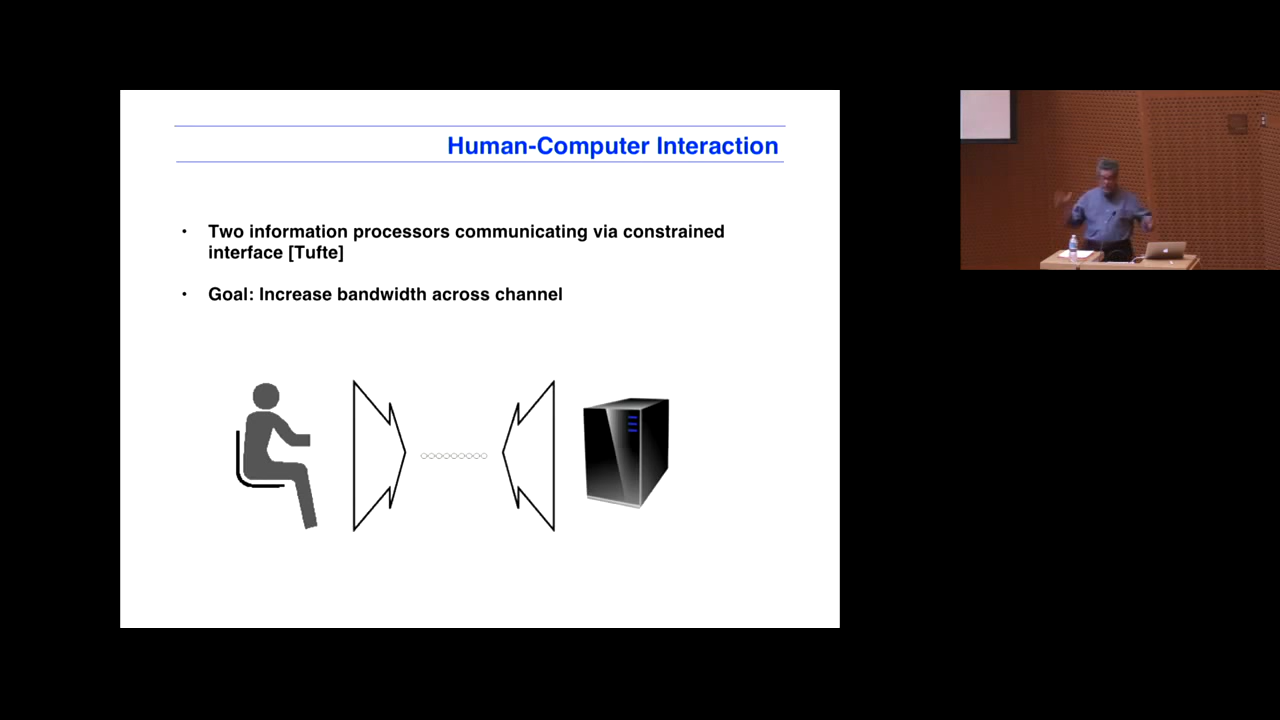 Human-Computer Interaction
• Two information processors communicating via constrained
interface [Tufte]
• Goal: Increase bandwidth across channel